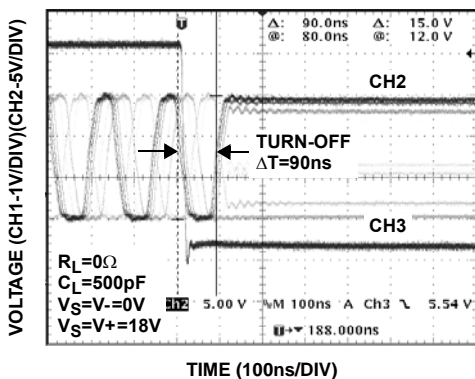 T
Δ: 90.0ns Δ: 15.0 V
@: 80.0ns @: 12.0 V
CH2
TURN-OFF
ΔT=90ns
CH3
RL=0Ω
CL=500pF
VS=V-=0V
VS=V+=18V
Ch2 5.00 V %M 100ns A Ch3 5.54 V
T→▼ 188.000ns
VOLTAGE (CH1-1V/DIV)(CH2-5V/DIV)
TIME (100ns/DIV)